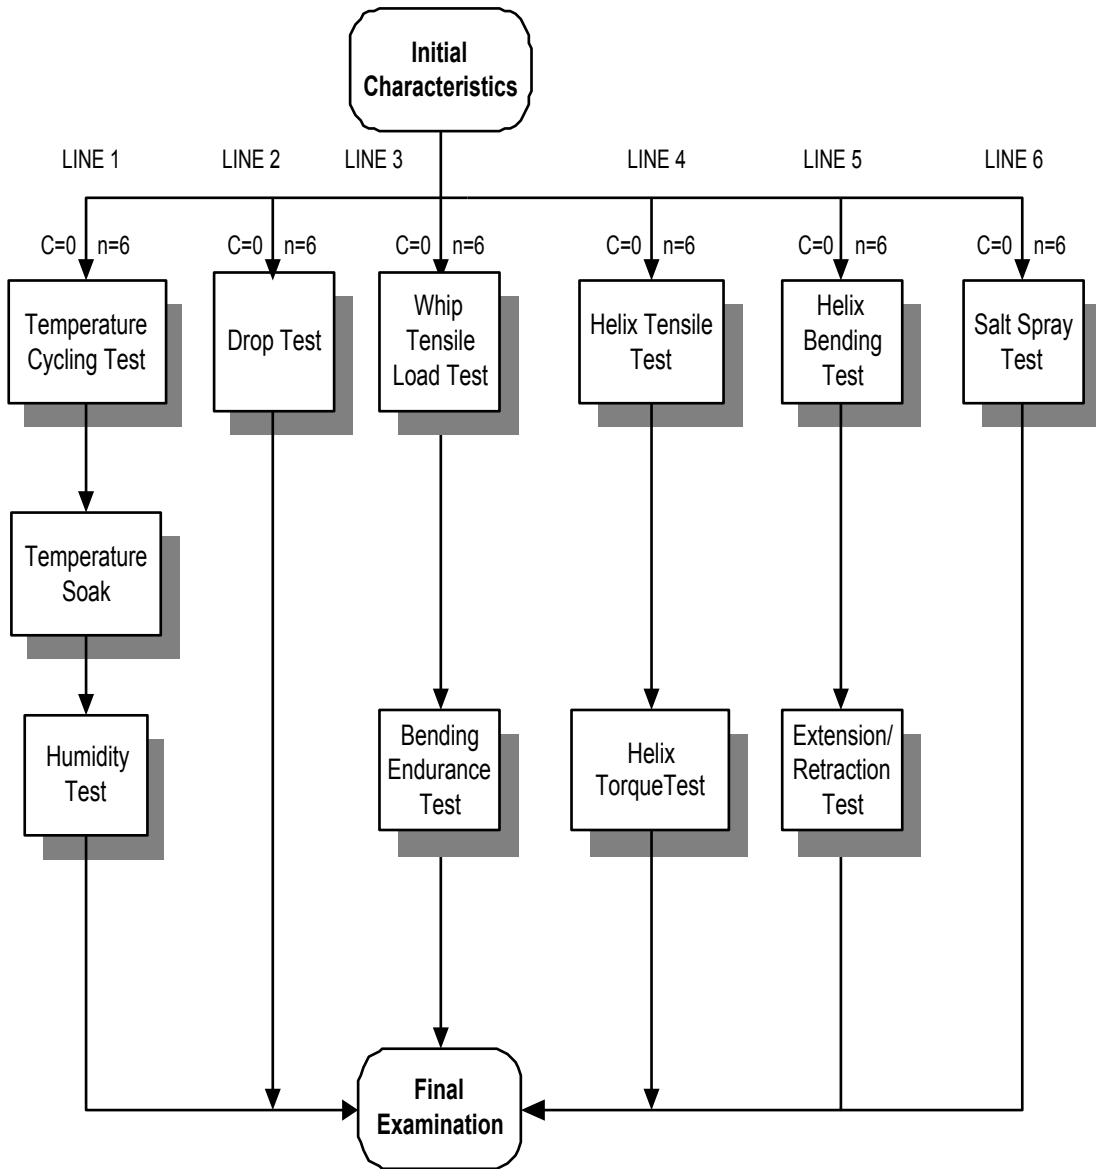 Initial
Characteristics
LINE 1
LINE 2
LINE 3
LINE 4
LINE 5
LINE 6
C=0 n=6
C=0 n=6
C=0 n=6
C=0 n=6
C=0 n=6
C=0 n=6
Temperature
Cycling Test
Drop Test
Whip
Tensile
Load Test
Helix Tensile
Test
Helix
Bending
Test
Salt Spray
Test
Temperature
Soak
Humidity
Test
Bending
Endurance
Test
Helix
TorqueTest
Extension/
Retraction
Test
Final
Examination